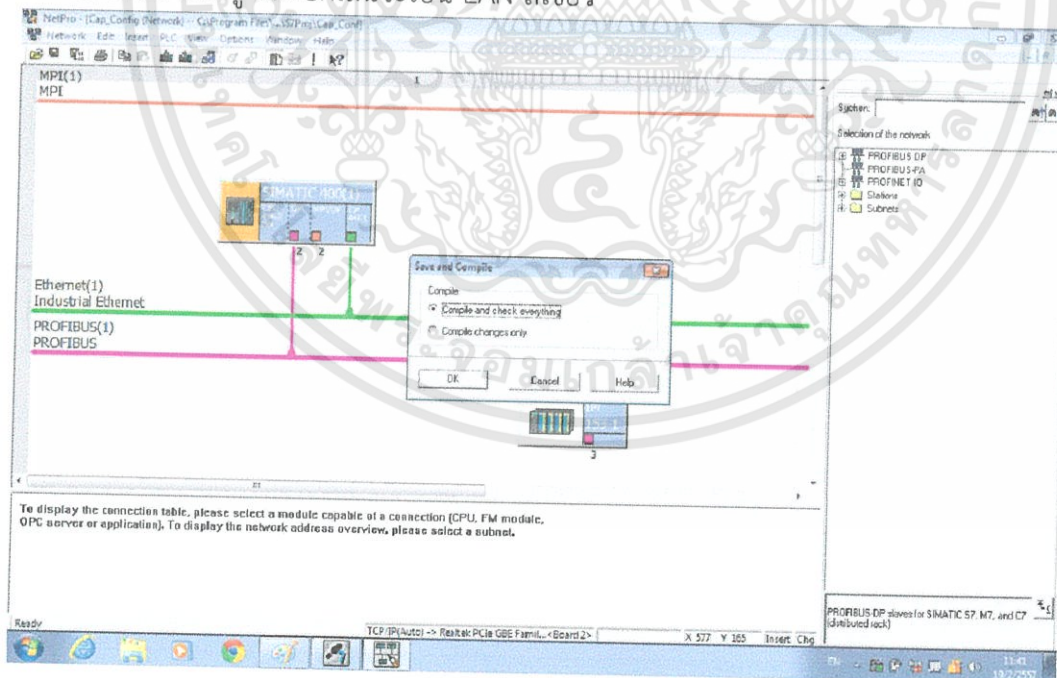 LAN
NetPro - [Cap_Config (Network) -- C:\Program Files\...\S7Proj\Cap_Conf]
Network Edit Insert PLC View Options Window Help
MPI(1)
MPI
SIMATIC 400(1)
2 2
Ethernet(1)
Industrial Ethernet
PROFIBUS(1)
PROFIBUS
3
Save and Compile
Compile
Compile and check everything
Compile changes only
OK Cancel Help
Selection of the network
PROFIBUS DP
PROFIBUS-PA
PROFINET IO
Stations
Subnets
To display the connection table, please select a module capable of a connection (CPU, FM module,
OPC server or application). To display the network address overview, please select a subnet.
PROFIBUS-DP slaves for SIMATIC S7, M7, and C7
(distributed rack)
Ready
TCP/IP(Auto) -> Realtek PCIe GBE Famil...<Board 2>
X 577 Y 165 Insert Chg
EN
11:41